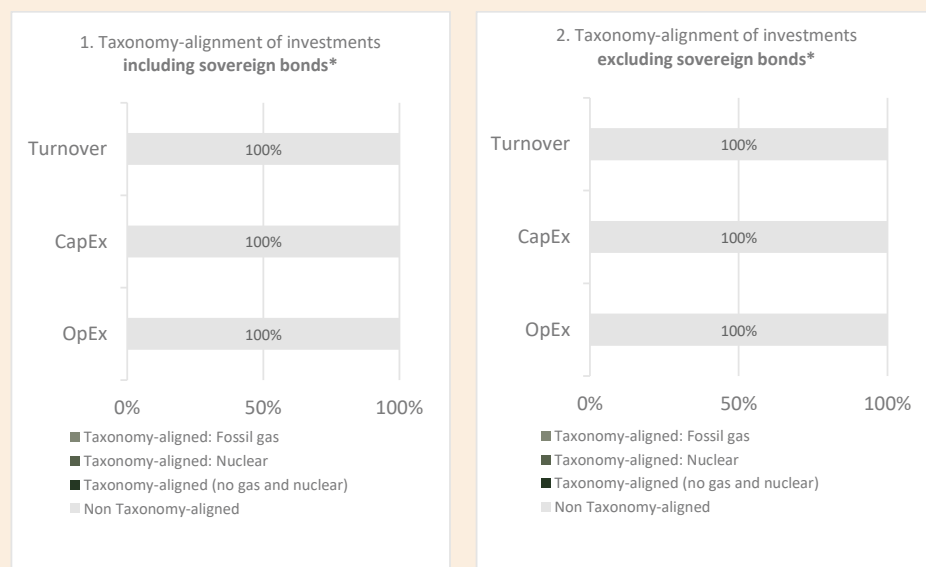 1. Taxonomy-alignment of investments
including sovereign bonds*
Turnover
100%
CapEx
100%
OpEx
100%
0% 50% 100%
Taxonomy-aligned: Fossil gas
Taxonomy-aligned: Nuclear
Taxonomy-aligned (no gas and nuclear)
Non Taxonomy-aligned
2. Taxonomy-alignment of investments
excluding sovereign bonds*
Turnover
100%
CapEx
100%
OpEx
100%
0% 50% 100%
Taxonomy-aligned: Fossil gas
Taxonomy-aligned: Nuclear
Taxonomy-aligned (no gas and nuclear)
Non Taxonomy-aligned